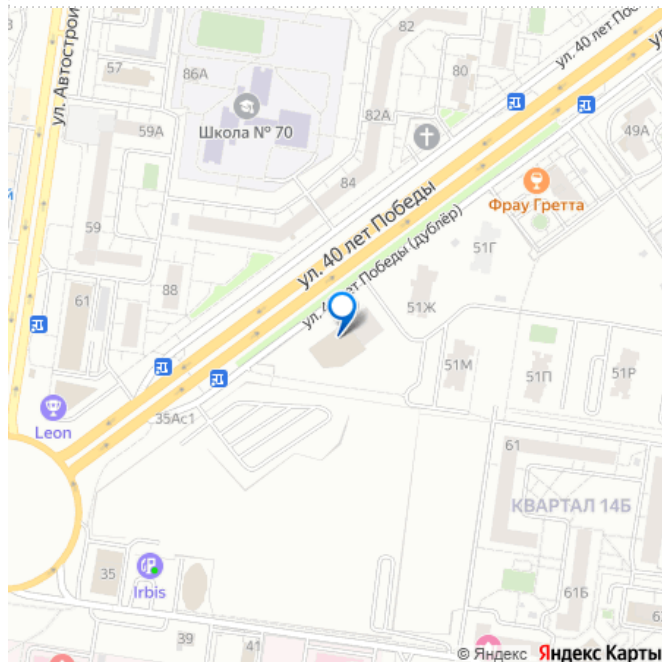 ул. 40 лет Поб
57
86А
80
ул. Автострои
82А
59А
Школа № 70
49А
84
Фрау Гретта
ул. 40 лет Победы
59
51Г
ул. 40 лет Победы (дублёр)
88
61
51Ж
51М
51П
51Р
Leon
35Ас1
61
КВАРТАЛ 14Б
35
Irbis
61Б
63
39
41
© Яндекс Яндекс Карты